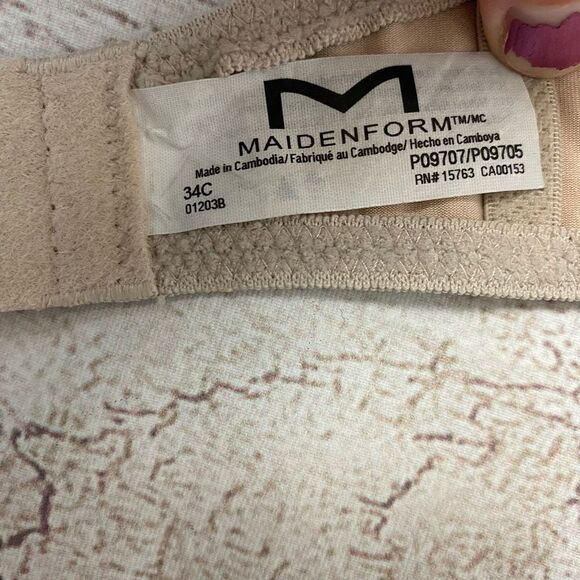 M
MAIDENFORM™/MC
Made in Cambodia/ Fabriqué au Cambodge/ Hecho en Camboya
34C P09707/P09705
01203B RN# 15763 CA00153